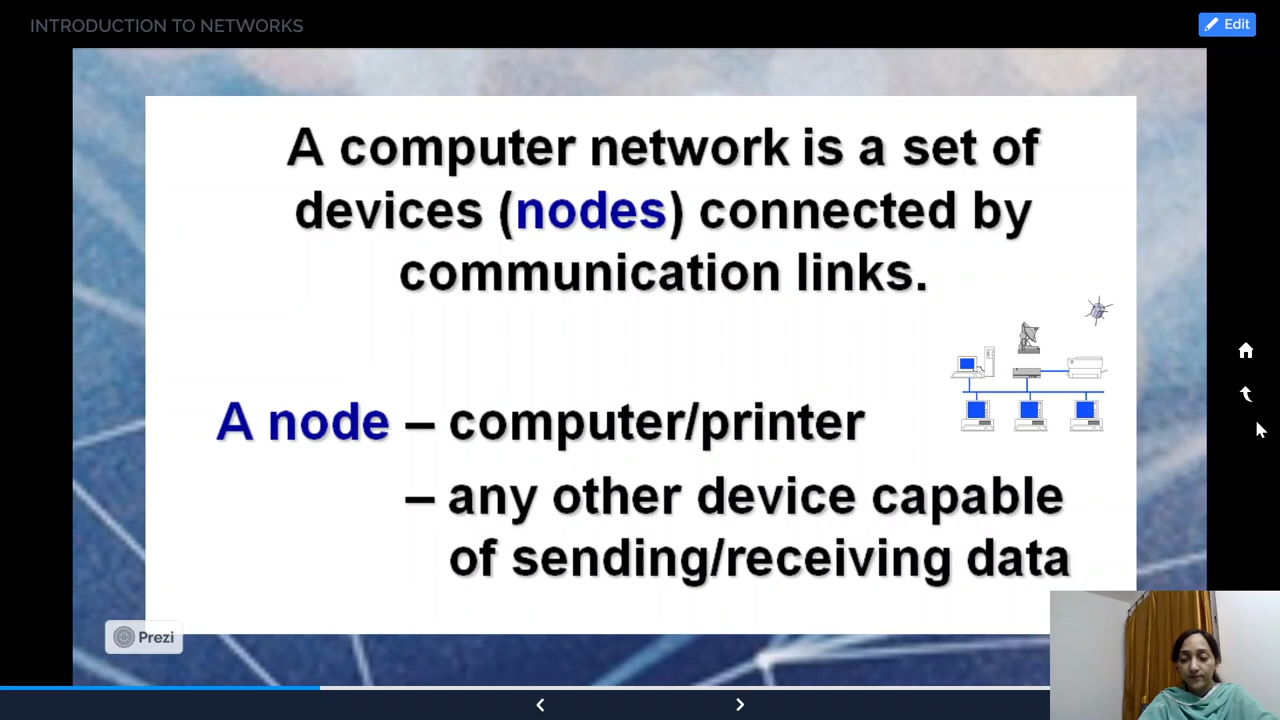 INTRODUCTION TO NETWORKS
Edit
A computer network is a set of
devices (nodes) connected by
communication links.
A node – computer/printer
– any other device capable
of sending/receiving data
Prezi